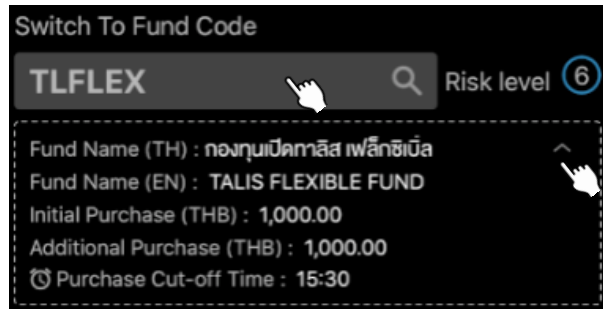 Switch To Fund Code
TLFLEX Risk level 6
Fund Name (TH) : กองทุนเปิดทาลิส เฟล็กซิเบิ้ล
Fund Name (EN) : TALIS FLEXIBLE FUND
Initial Purchase (THB) : 1,000.00
Additional Purchase (THB) : 1,000.00
Purchase Cut-off Time : 15:30